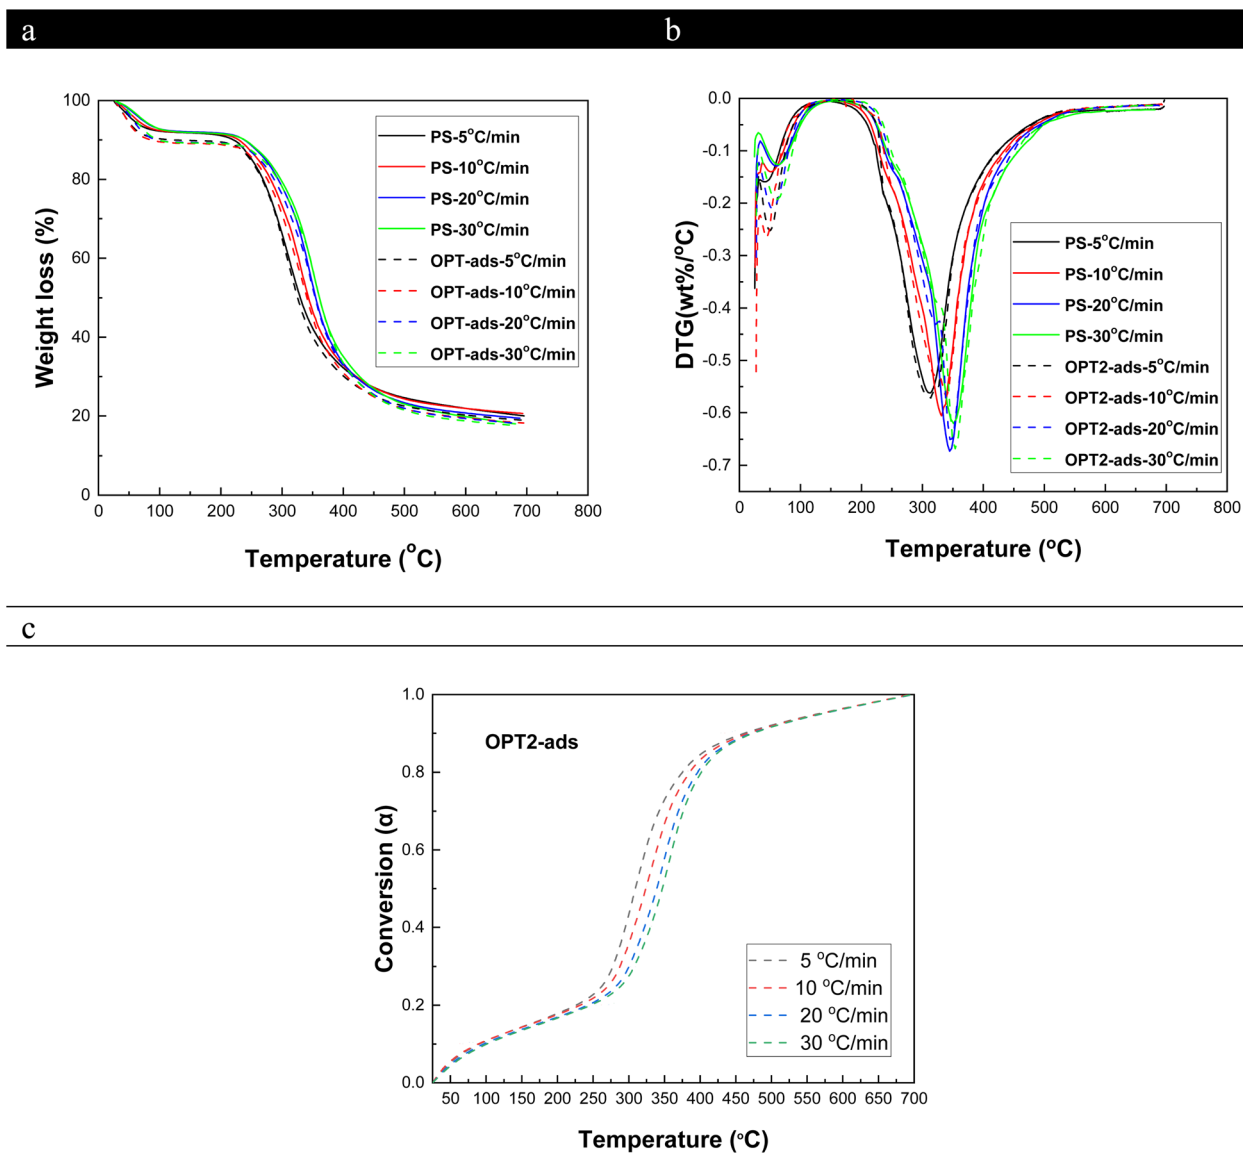 a b
100
80
60
40
20
0
0 100 200 300 400 500 600 700 800
Weight loss (%)
Temperature (°C)
PS-5°C/min
PS-10°C/min
PS-20°C/min
PS-30°C/min
OPT-ads-5°C/min
OPT-ads-10°C/min
OPT-ads-20°C/min
OPT-ads-30°C/min
0.0
-0.1
-0.2
-0.3
-0.4
-0.5
-0.6
-0.7
0 100 200 300 400 500 600 700 800
DTG(wt%/°C)
Temperature (°C)
PS-5°C/min
PS-10°C/min
PS-20°C/min
PS-30°C/min
OPT2-ads-5°C/min
OPT2-ads-10°C/min
OPT2-ads-20°C/min
OPT2-ads-30°C/min
c
1.0
0.8
0.6
0.4
0.2
0.0
50 100 150 200 250 300 350 400 450 500 550 600 650 700
Conversion (α)
Temperature (°C)
OPT2-ads
5 °C/min
10 °C/min
20 °C/min
30 °C/min